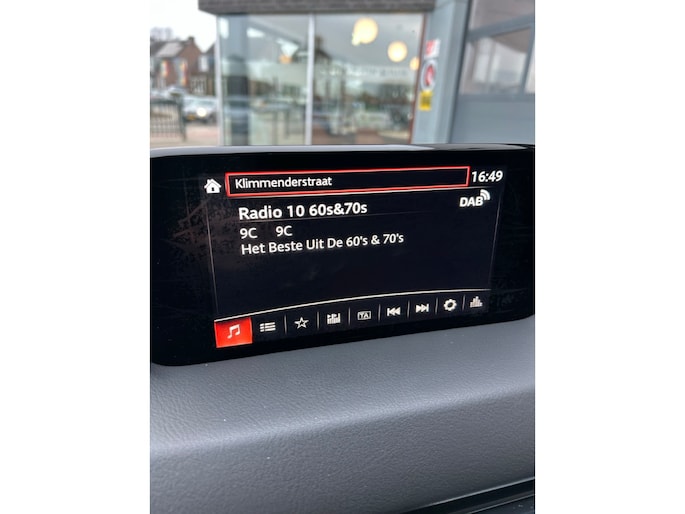 Klimmenderstraat
16:49
Radio 10 60s&70s
DAB
9C 9C
Het Beste Uit De 60's & 70's
TA